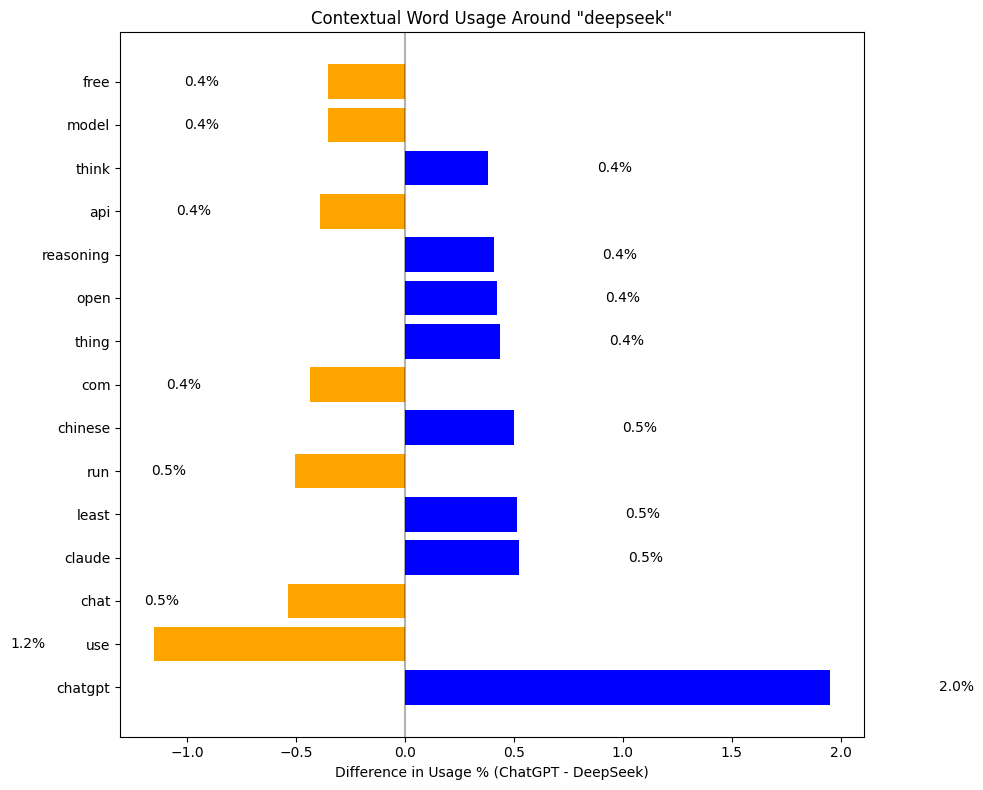 Contextual Word Usage Around "deepseek"
free 0.4%
model 0.4%
think 0.4%
api 0.4%
reasoning 0.4%
open 0.4%
thing 0.4%
com 0.4%
chinese 0.5%
run 0.5%
least 0.5%
claude 0.5%
chat 0.5%
1.2% use
chatgpt 2.0%
−1.0 −0.5 0.0 0.5 1.0 1.5 2.0
Difference in Usage % (ChatGPT - DeepSeek)